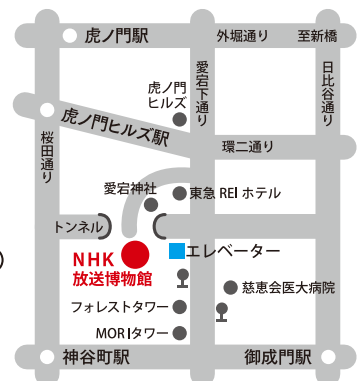 虎ノ門駅
外堀通り
至新橋
愛宕下通り
日比谷通り
虎ノ門
ヒルズ
虎ノ門ヒルズ駅
桜田通り
環二通り
愛宕神社
東急 REI ホテル
トンネル
NHK
放送博物館
エレベーター
慈恵会医大病院
フォレストタワー
MORIタワー
神谷町駅
御成門駅
)